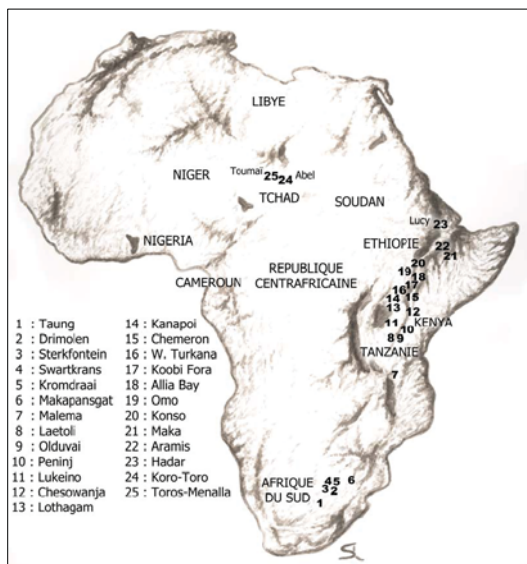 LIBYE
NIGER
Toumaï 25 24 Abel
TCHAD
SOUDAN
Lucy 23
NIGERIA
ETHIOPIE 22
21
CAMEROUN
REPUBLIQUE
CENTRAFRICAINE
20
19
18
17
16
15
14
13
12
11
KENYA
10
8 9
TANZANIE
7
AFRIQUE
DU SUD
4 5 6
3 2
1
1 : Taung
2 : Drimolen
3 : Sterkfontein
4 : Swartkrans
5 : Kromdraai
6 : Makapansgat
7 : Malema
8 : Laetoli
9 : Olduvai
10 : Peninj
11 : Lukeino
12 : Chesowanja
13 : Lothagam
14 : Kanapoi
15 : Chemeron
16 : W. Turkana
17 : Koobi Fora
18 : Allia Bay
19 : Omo
20 : Konso
21 : Maka
22 : Aramis
23 : Hadar
24 : Koro-Toro
25 : Toros-Menalla